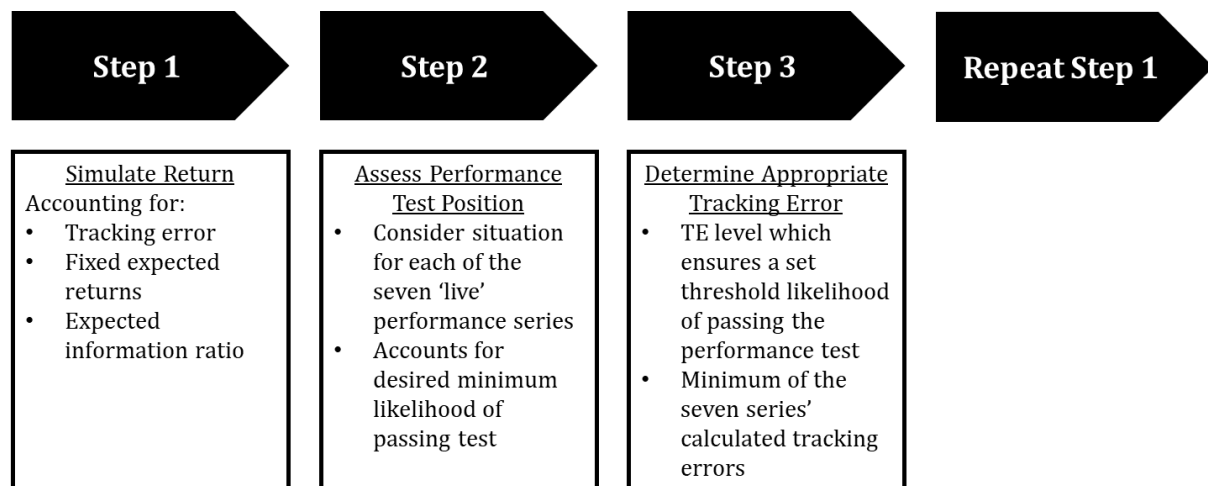 Step 1
Step 2
Step 3
Repeat Step 1
Simulate Return
Accounting for:
• Tracking error
• Fixed expected
returns
• Expected
information ratio
Assess Performance
Test Position
• Consider situation
for each of the
seven ‘live’
performance series
• Accounts for
desired minimum
likelihood of
passing test
Determine Appropriate
Tracking Error
• TE level which
ensures a set
threshold likelihood
of passing the
performance test
• Minimum of the
seven series’
calculated tracking
errors